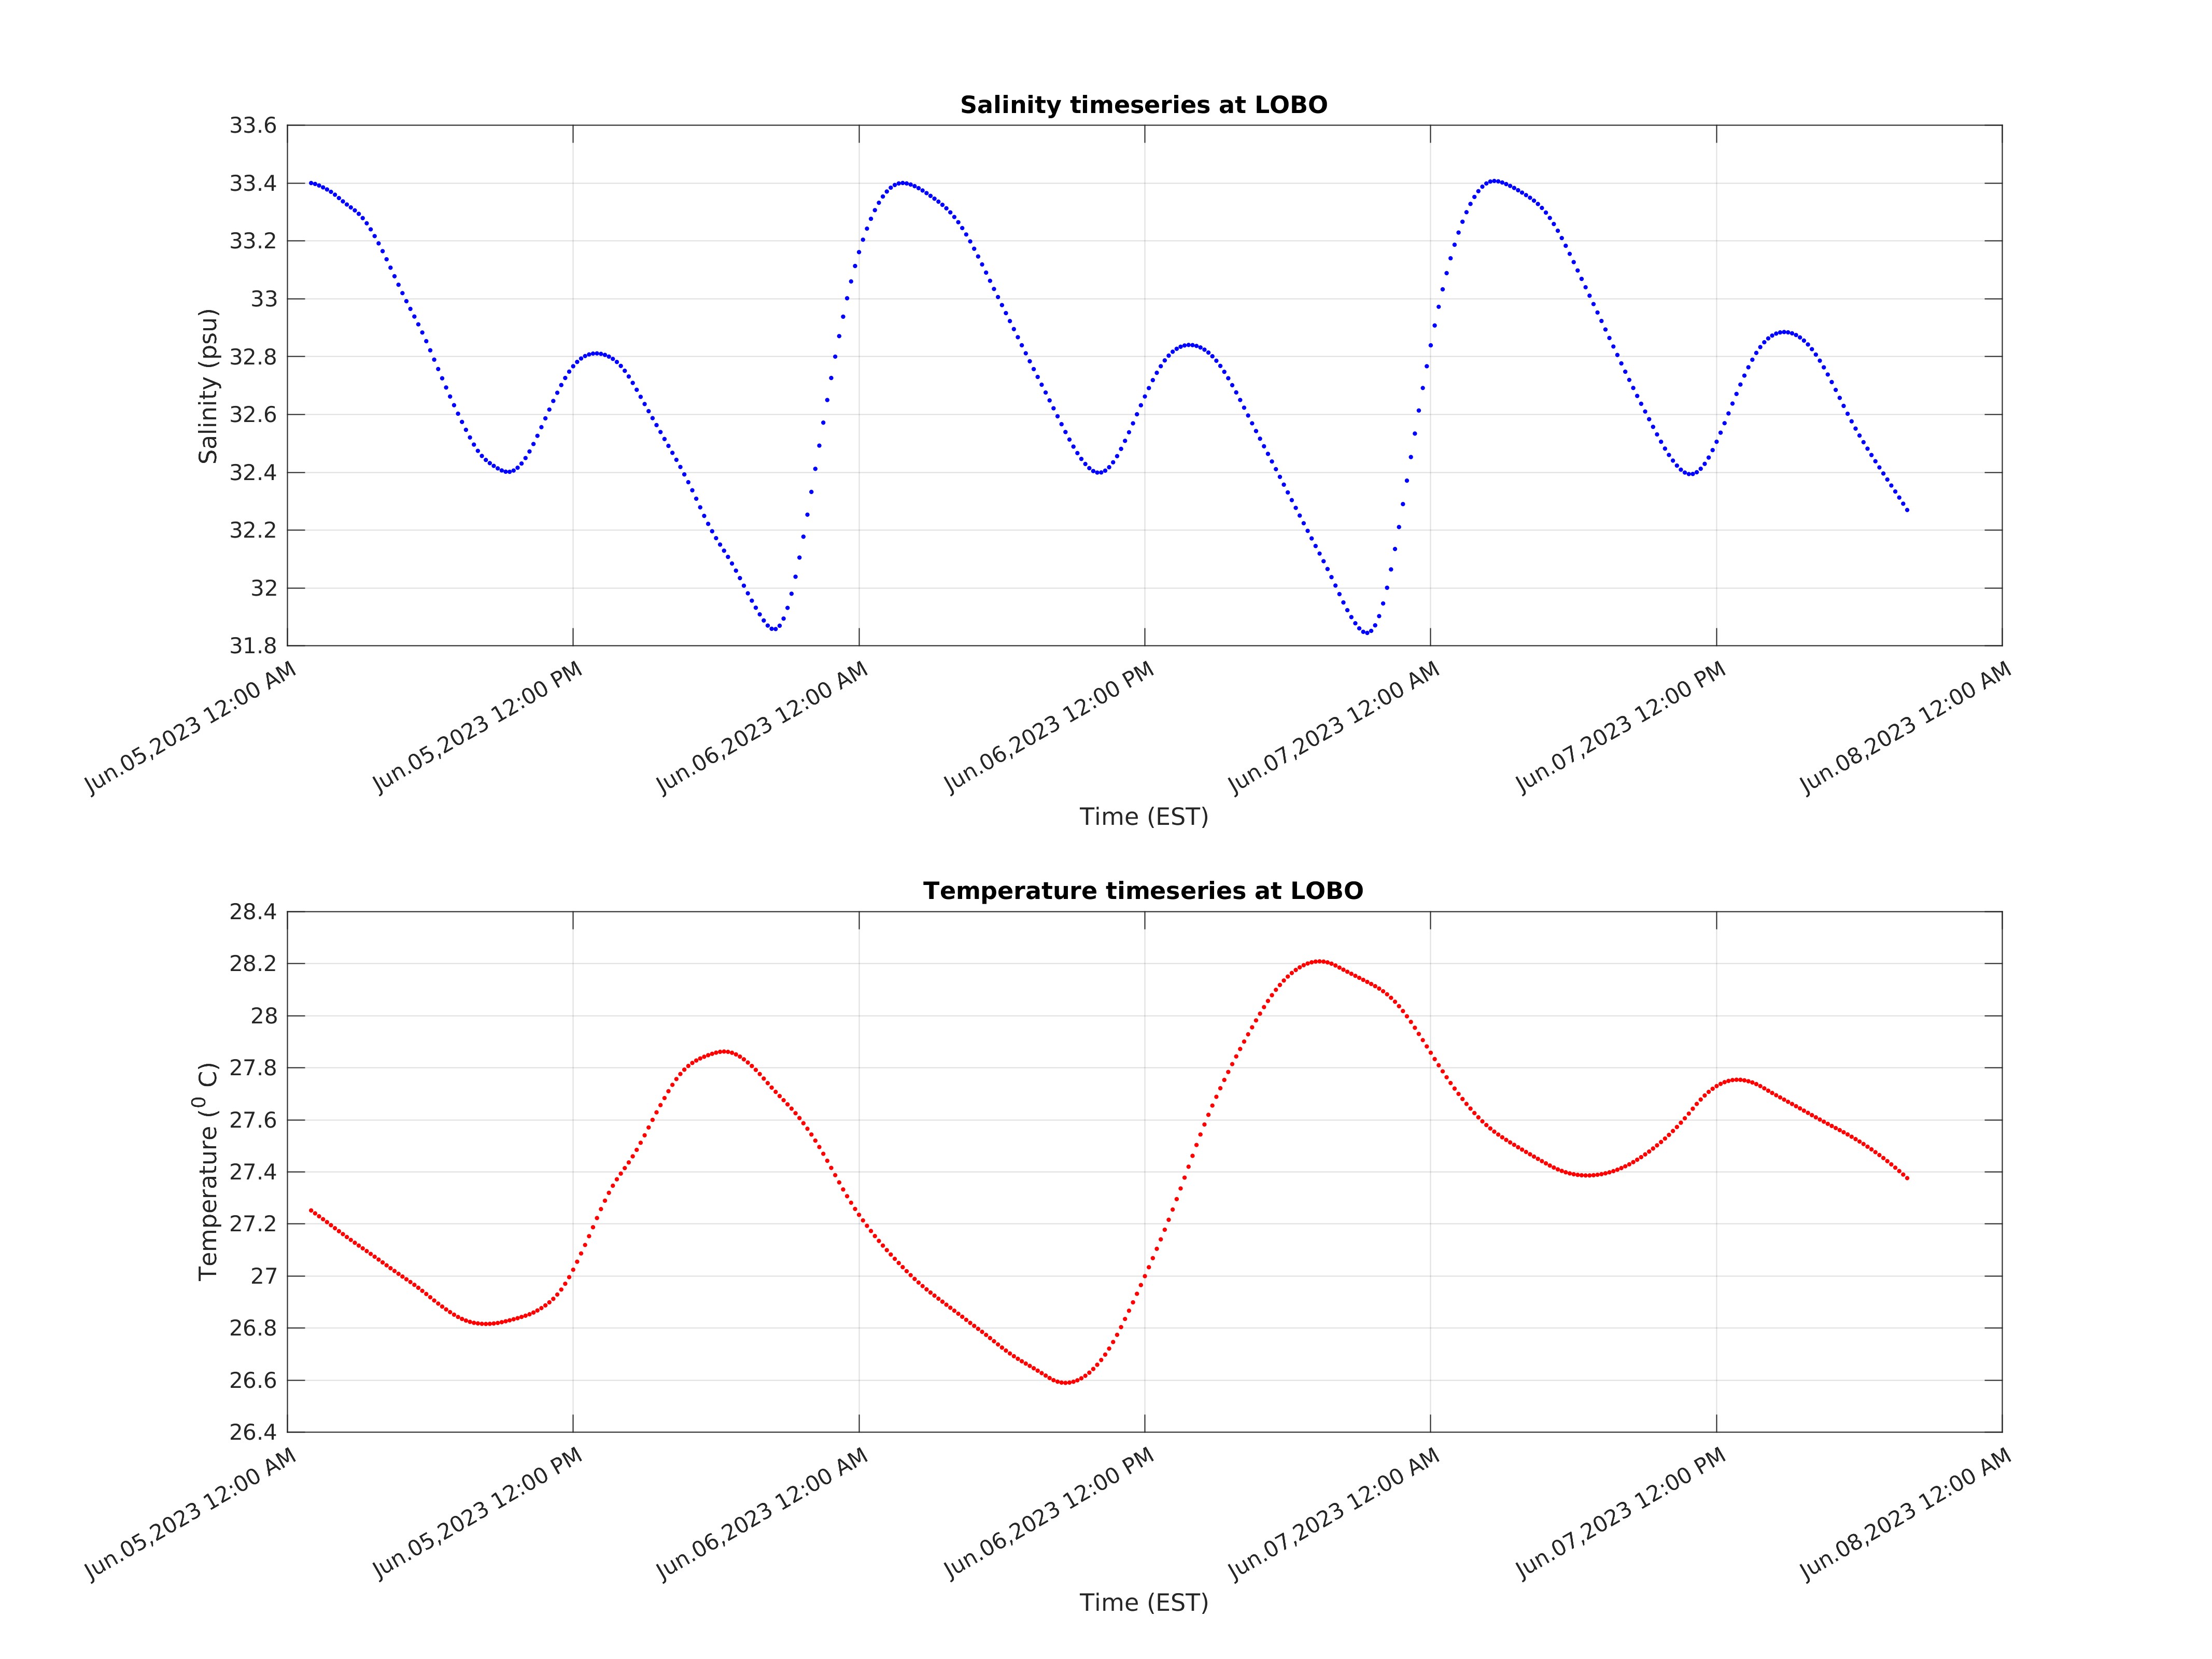 Salinity timeseries at LOBO
33.6
33.4
33.2
33
32.8
32.6
32.4
32.2
32
31.8
Salinity (psu)
Jun.05,2023 12:00 AM
Jun.05,2023 12:00 PM
Jun.06,2023 12:00 AM
Jun.06,2023 12:00 PM
Jun.07,2023 12:00 AM
Jun.07,2023 12:00 PM
Jun.08,2023 12:00 AM
Time (EST)
Temperature timeseries at LOBO
28.4
28.2
28
27.8
27.6
27.4
27.2
27
26.8
26.6
26.4
Temperature (⁰ C)
Jun.05,2023 12:00 AM
Jun.05,2023 12:00 PM
Jun.06,2023 12:00 AM
Jun.06,2023 12:00 PM
Jun.07,2023 12:00 AM
Jun.07,2023 12:00 PM
Jun.08,2023 12:00 AM
Time (EST)